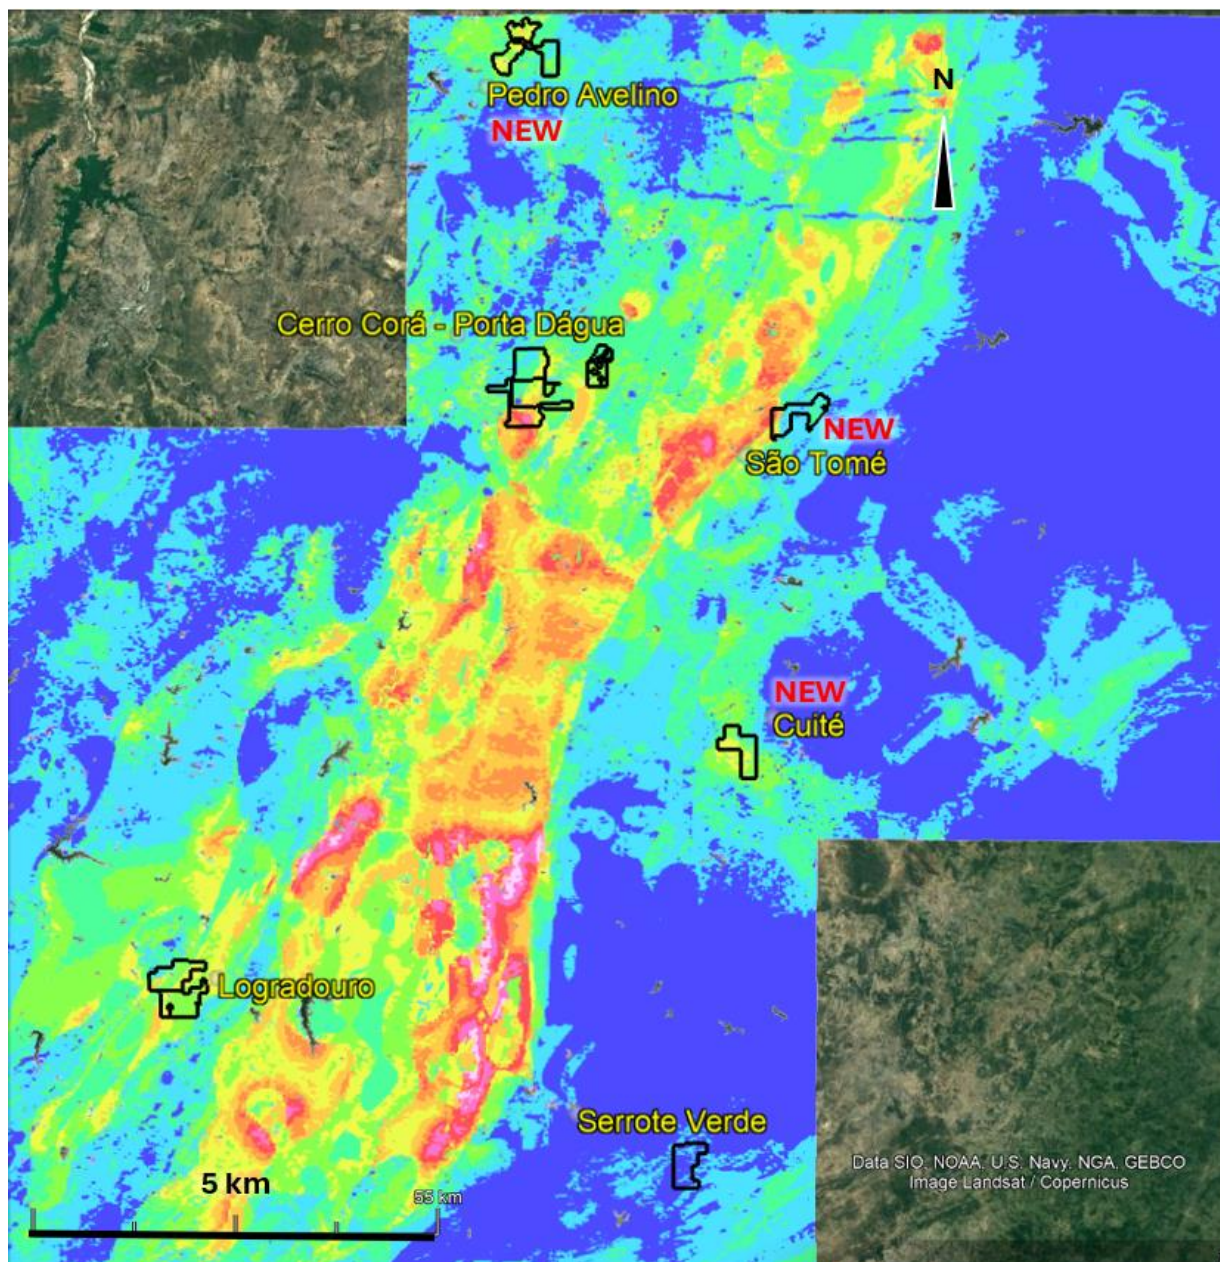 N
Pedro Avelino
NEW
Cerro Corá - Porta Dágua
NEW
São Tomé
NEW
Cuité
Logradouro
Serrote Verde
Data SIO, NOAA, U.S. Navy, NGA, GEBCO
Image Landsat / Copernicus
5 km
55 km